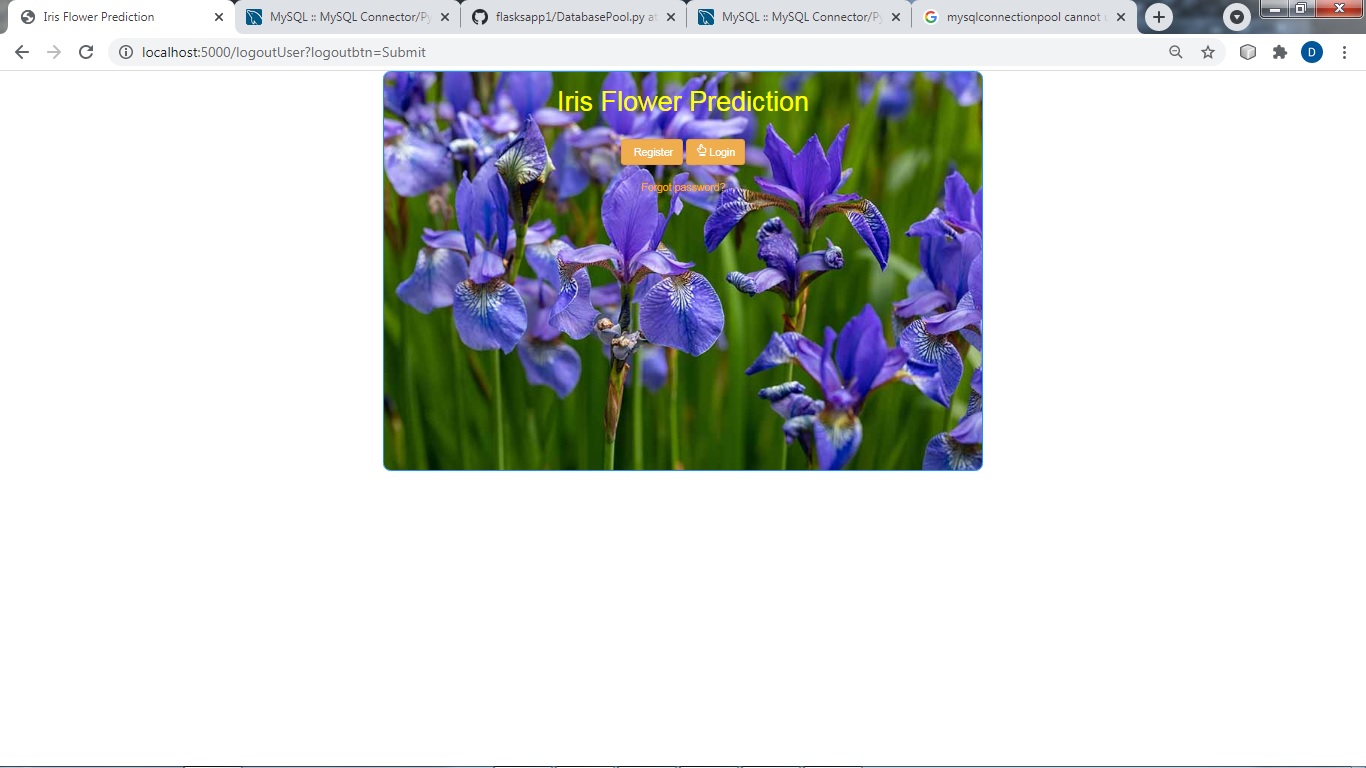 Iris Flower Prediction
MySQL :: MySQL Connector/Py
flasksapp1/DatabasePool.py at
MySQL :: MySQL Connector/Py
mysqlconnectionpool cannot u
localhost:5000/logoutUser?logoutbtn=Submit
D
Iris Flower Prediction
Register
Login
Forgot password?